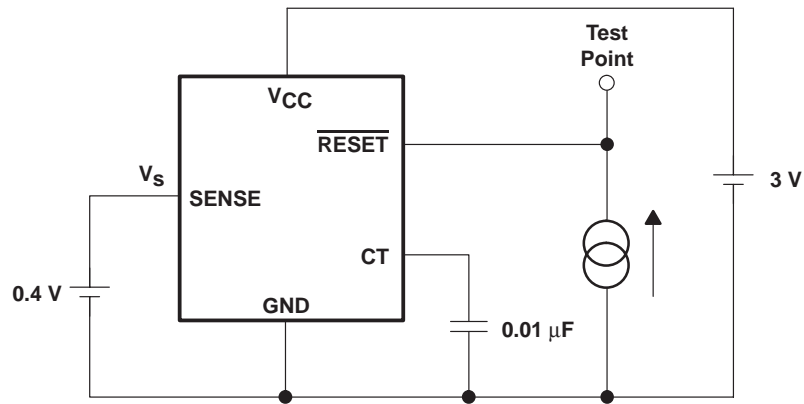 Test
Point
VCC
RESET
VS
SENSE
3 V
CT
0.4 V
GND
0.01 μF